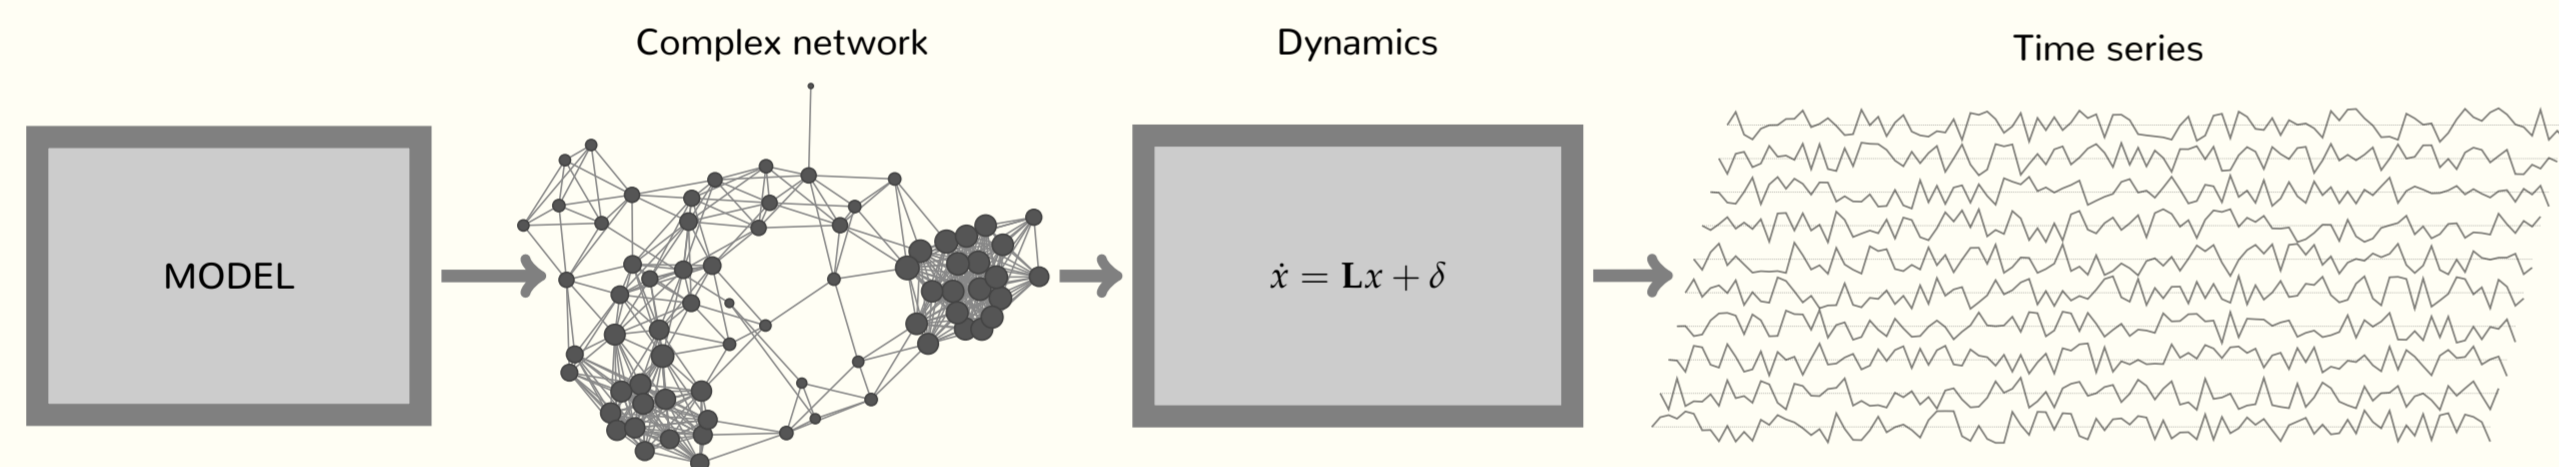 Complex network
Dynamics
Time series
MODEL
ẋ = Lx + δ